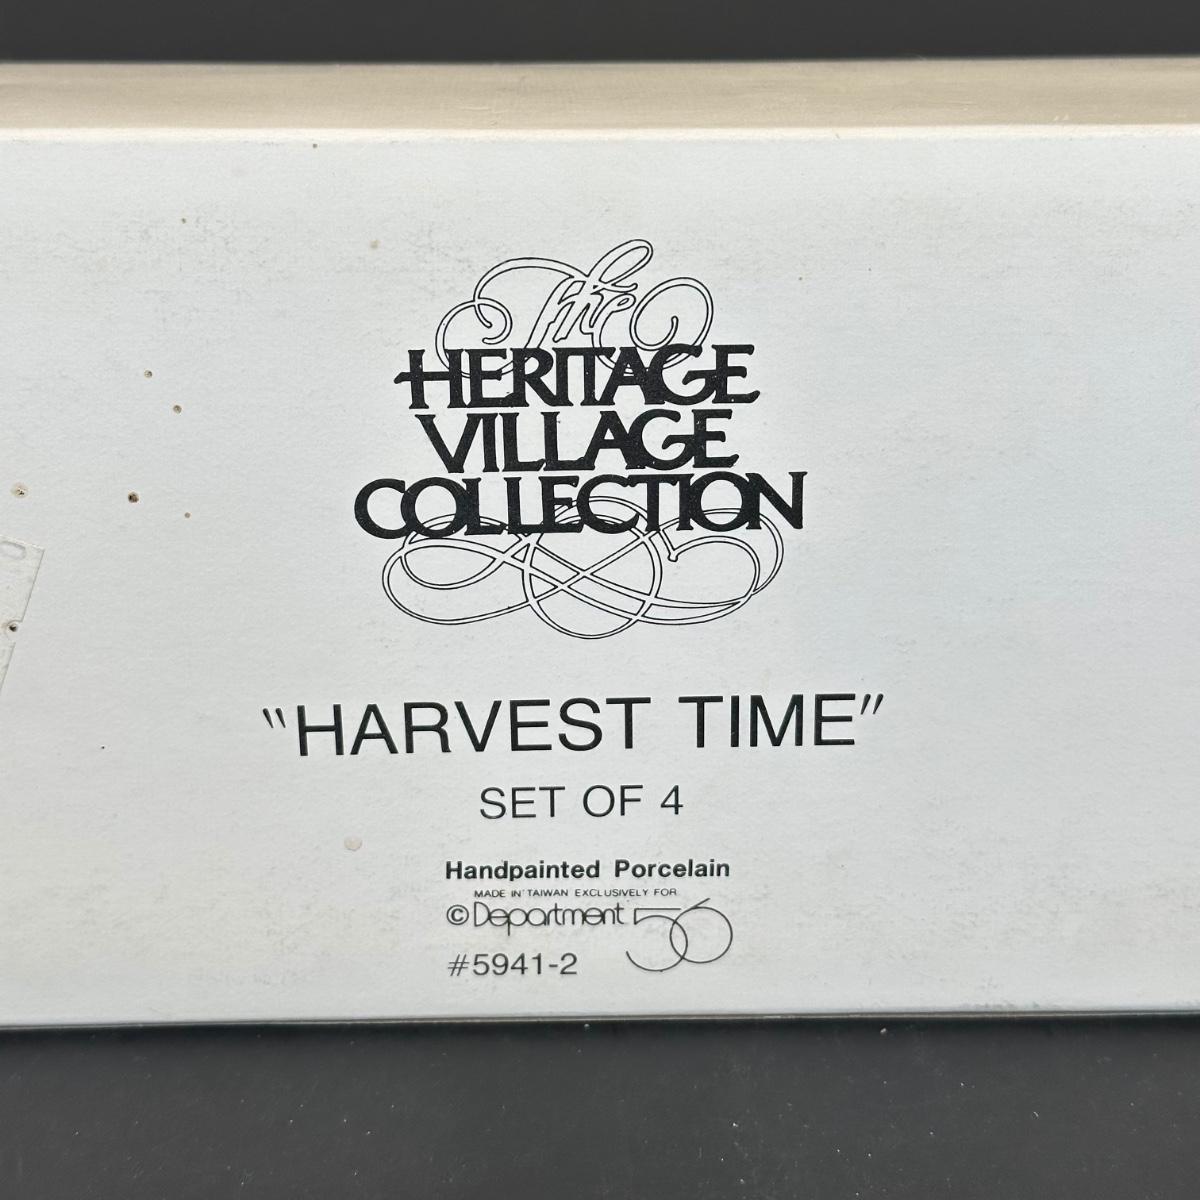 The
HERITAGE
VILLAGE
COLLECTION
"HARVEST TIME"
SET OF 4
Handpainted Porcelain
MADE IN TAIWAN EXCLUSIVELY FOR
©Department 56
#5941-2